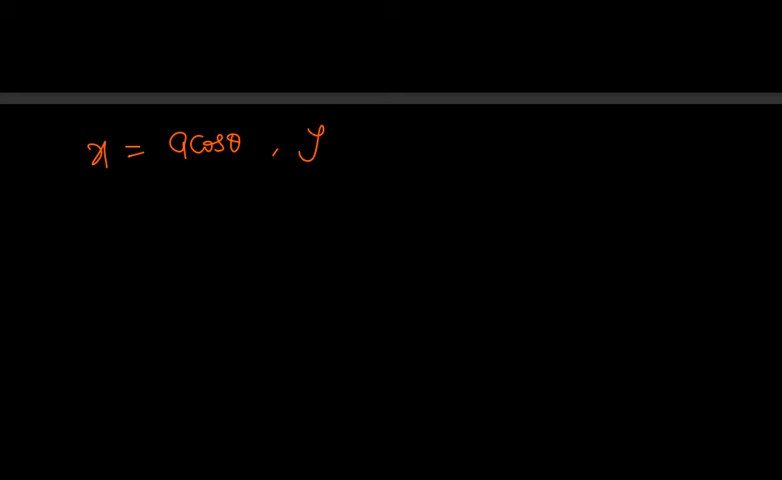 x = a cosθ , y